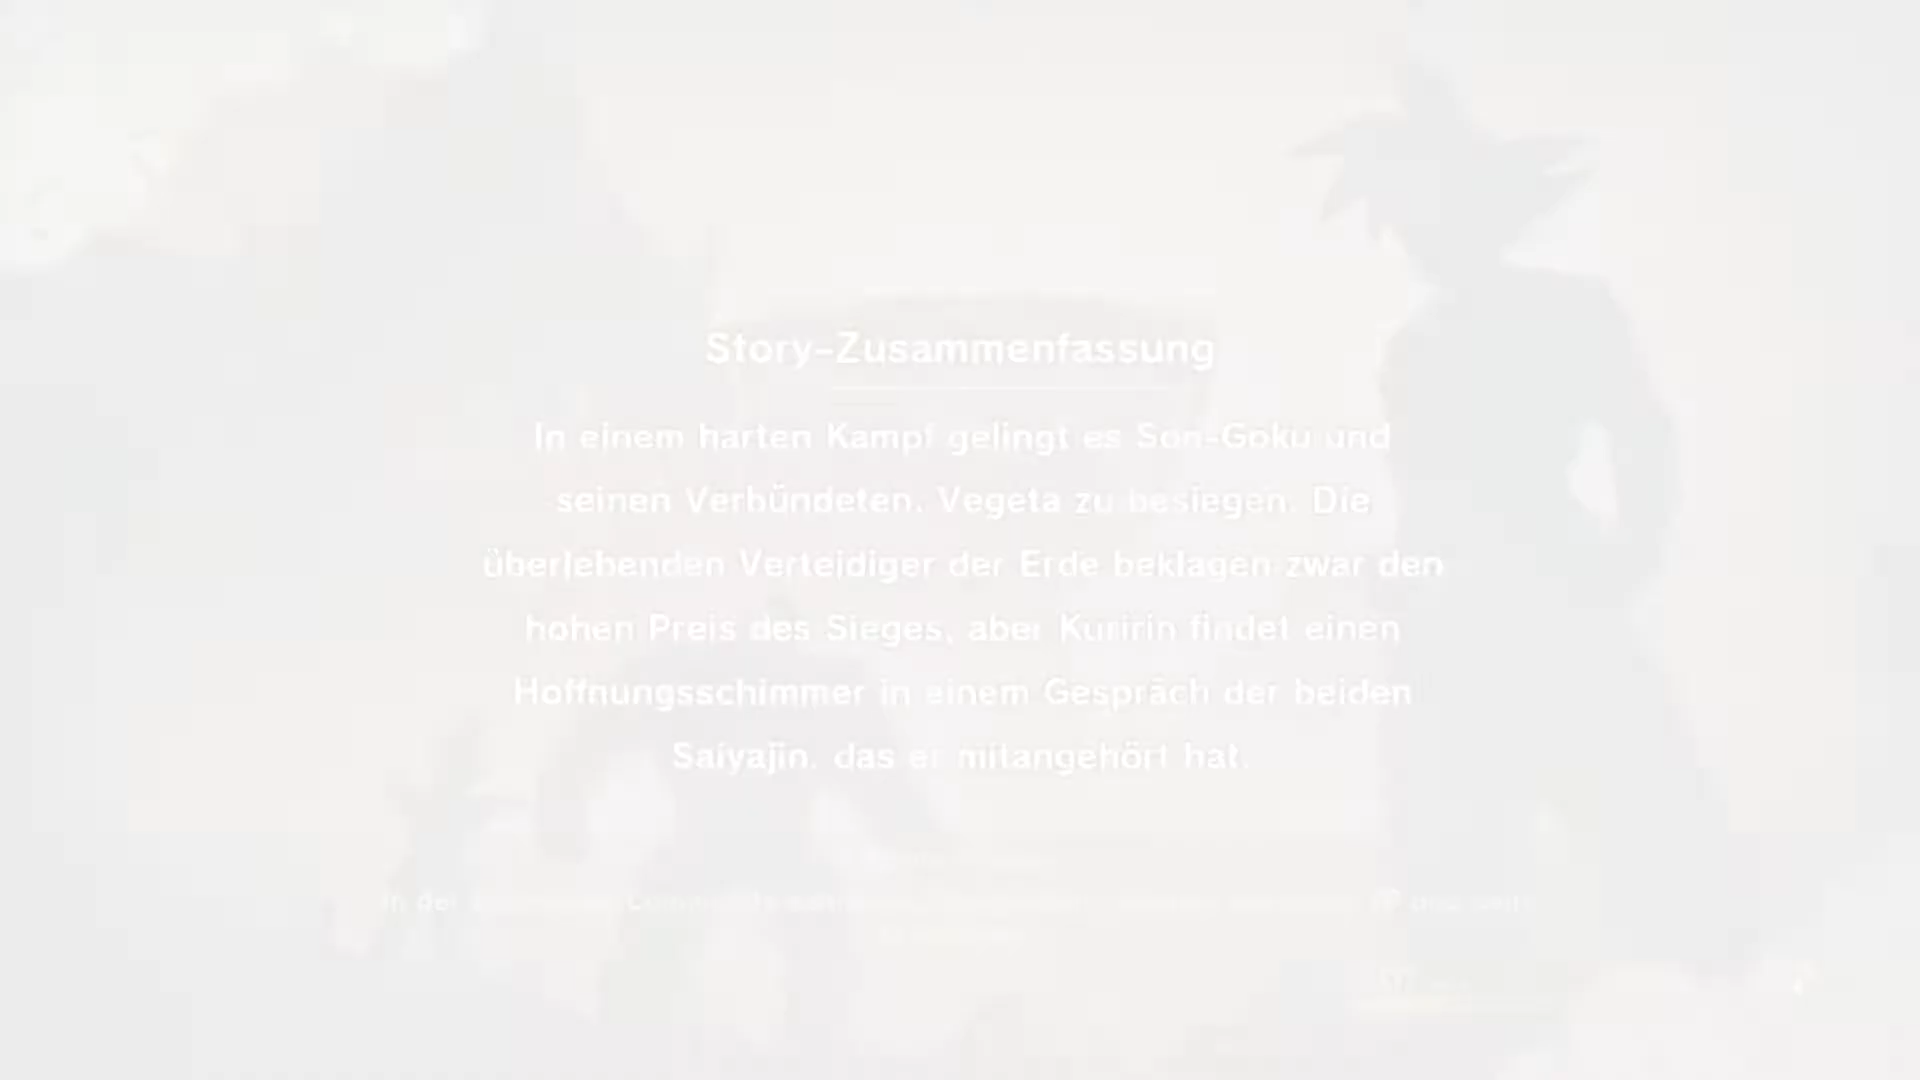 Story-Zusammenfassung
In einem harten Kampf gelingt es Son-Goku und
seinen Verbündeten, Vegeta zu besiegen. Die
überlebenden Verteidiger der Erde beklagen zwar den
hohen Preis des Sieges, aber Kuririn findet einen
Hoffnungsschimmer in einem Gespräch der beiden
Saiyajin, das er mitangehört hat.
In der